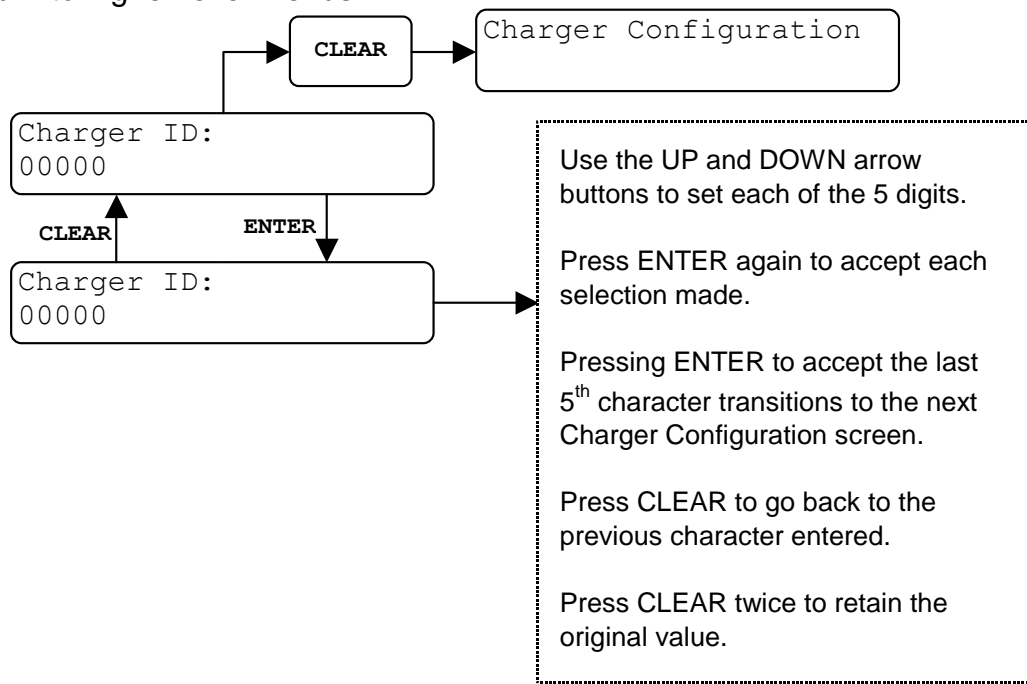 CLEAR
Charger Configuration
Charger ID:
00000
CLEAR
ENTER
Charger ID:
00000
Use the UP and DOWN arrow
buttons to set each of the 5 digits.
Press ENTER again to accept each
selection made.
Pressing ENTER to accept the last
5th character transitions to the next
Charger Configuration screen.
Press CLEAR to go back to the
previous character entered.
Press CLEAR twice to retain the
original value.